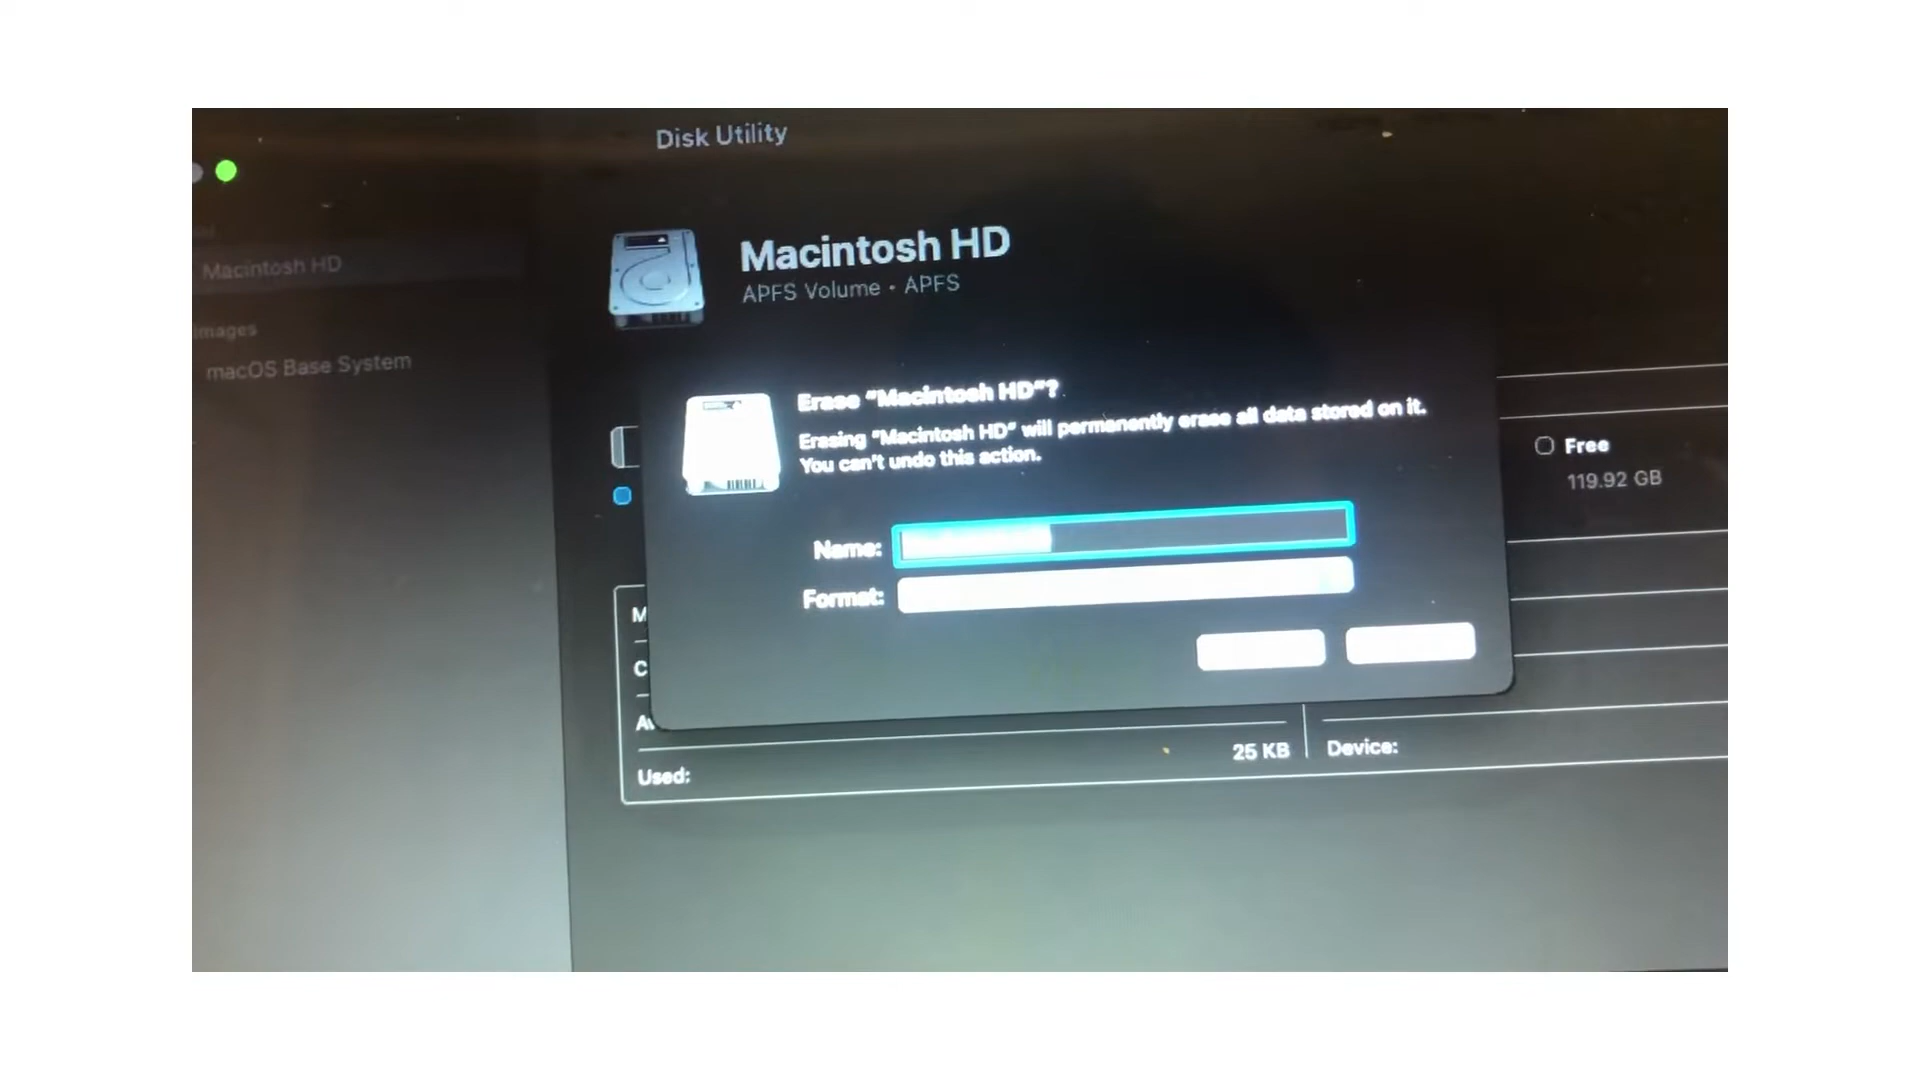 Disk Utility
Macintosh HD
APFS Volume • APFS
Macintosh HD
Images
macOS Base System
Erase "Macintosh HD"?
Erasing "Macintosh HD" will permanently erase all data stored on it.
You can't undo this action.
Free
119.92 GB
Name:
Format:
M
C
Av
25 KB
Device:
Used: